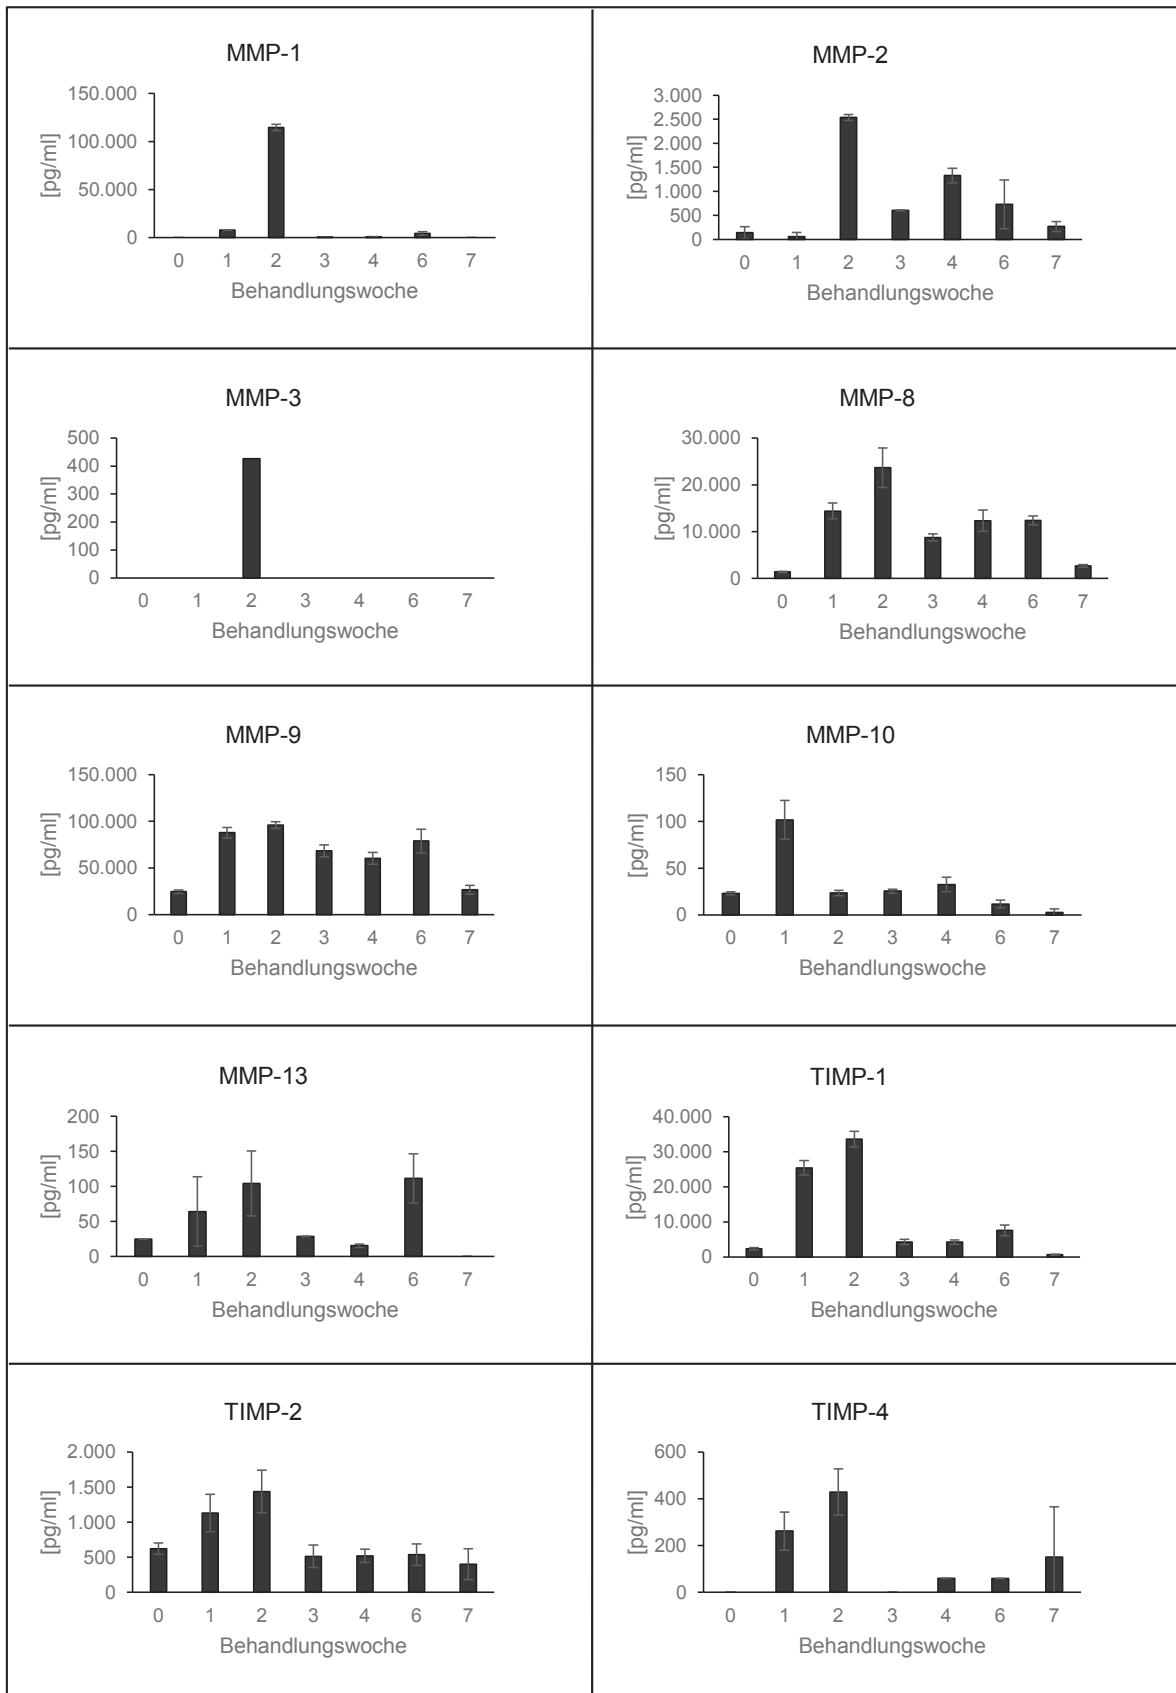 MMP-1
150.000
100.000
50.000
0
[pg/ml]
0 1 2 3 4 6 7
Behandlungswoche
MMP-2
3.000
2.500
2.000
1.500
1.000
500
0
[pg/ml]
0 1 2 3 4 6 7
Behandlungswoche
MMP-3
500
400
300
200
100
0
[pg/ml]
0 1 2 3 4 6 7
Behandlungswoche
MMP-8
30.000
20.000
10.000
0
[pg/ml]
0 1 2 3 4 6 7
Behandlungswoche
MMP-9
150.000
100.000
50.000
0
[pg/ml]
0 1 2 3 4 6 7
Behandlungswoche
MMP-10
150
100
50
0
[pg/ml]
0 1 2 3 4 6 7
Behandlungswoche
MMP-13
200
150
100
50
0
[pg/ml]
0 1 2 3 4 6 7
Behandlungswoche
TIMP-1
40.000
30.000
20.000
10.000
0
[pg/ml]
0 1 2 3 4 6 7
Behandlungswoche
TIMP-2
2.000
1.500
1.000
500
0
[pg/ml]
0 1 2 3 4 6 7
Behandlungswoche
TIMP-4
600
400
200
0
[pg/ml]
0 1 2 3 4 6 7
Behandlungswoche